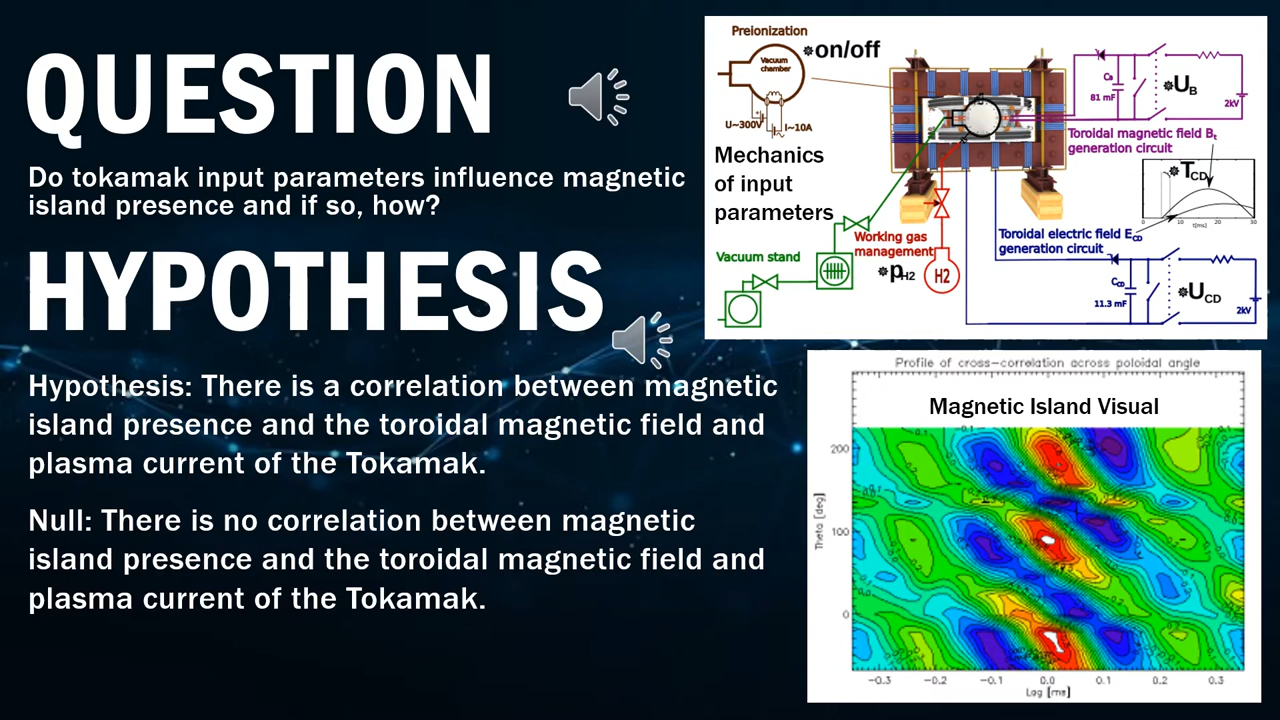 QUESTION
Do tokamak input parameters influence magnetic
island presence and if so, how?
HYPOTHESIS
Hypothesis: There is a correlation between magnetic
island presence and the toroidal magnetic field and
plasma current of the Tokamak.
Null: There is no correlation between magnetic
island presence and the toroidal magnetic field and
plasma current of the Tokamak.
Preionization
on/off
Vacuum
chamber
U~300V
I~10A
Mechanics
of input
parameters
CB
81 mF
UB
2kV
Toroidal magnetic field Bt
generation circuit
TCD
0 10 20 30
t[ms]
Toroidal electric field ECD
generation circuit
CCD
11.3 mF
UCD
2kV
Working gas
management
pH2
H2
Vacuum stand
Profile of cross-correlation across poloidal angle
Magnetic Island Visual
Theta [deg]
200
100
0
-0.3 -0.2 -0.1 0.0 0.1 0.2 0.3
Lag [ms]